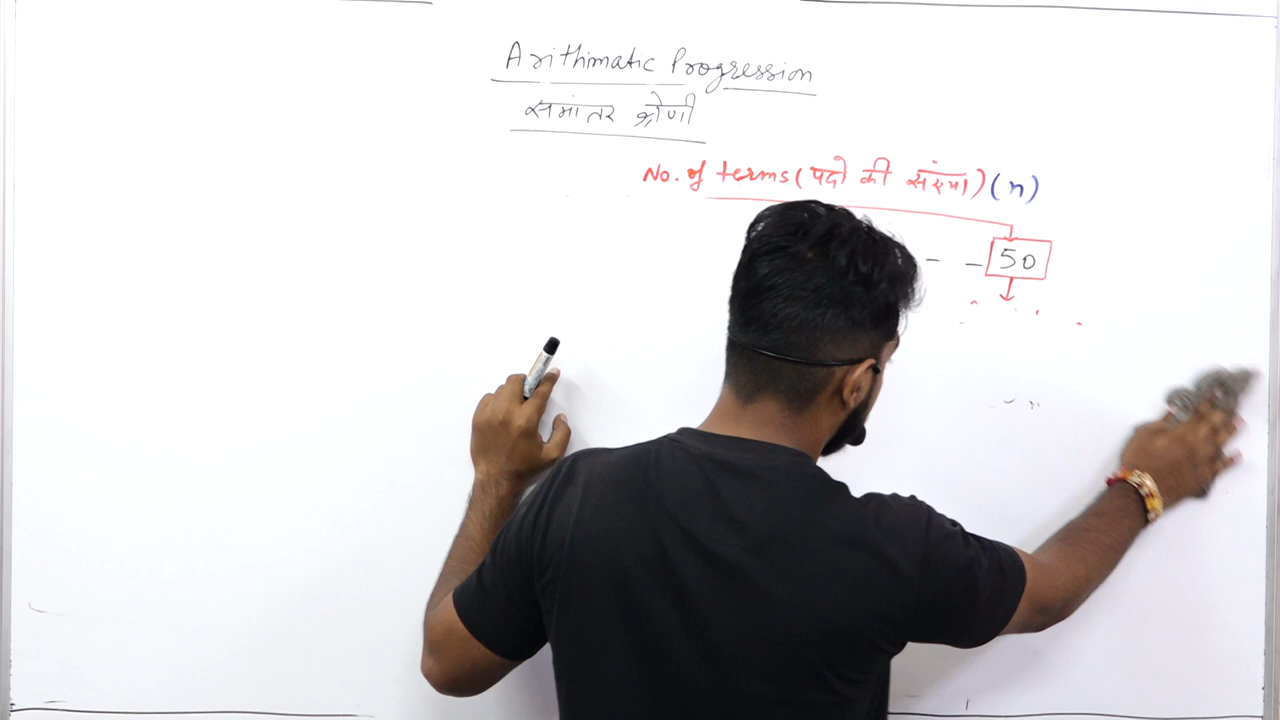 Arithimatic Progression
समांतर श्रेणी
No. of terms (पदो की संख्या) (n)
- - 50